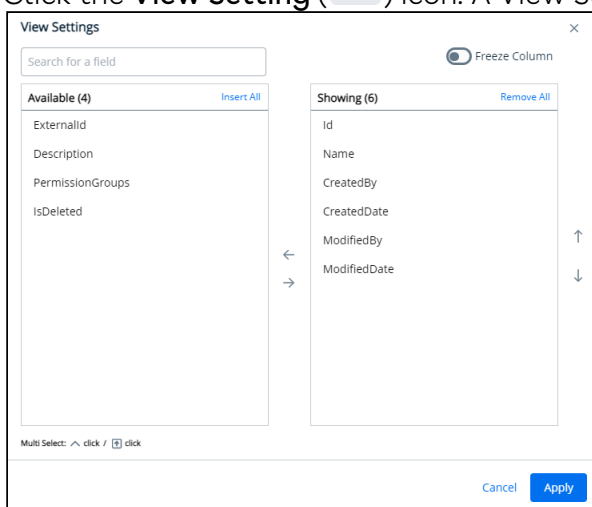 Click the View Setting ( ) icon. A View S
View Settings
Search for a field
Freeze Column
Available (4) Insert All
ExternalId
Description
PermissionGroups
IsDeleted
Showing (6) Remove All
Id
Name
CreatedBy
CreatedDate
ModifiedBy
ModifiedDate
Multi Select: click / click
Cancel Apply